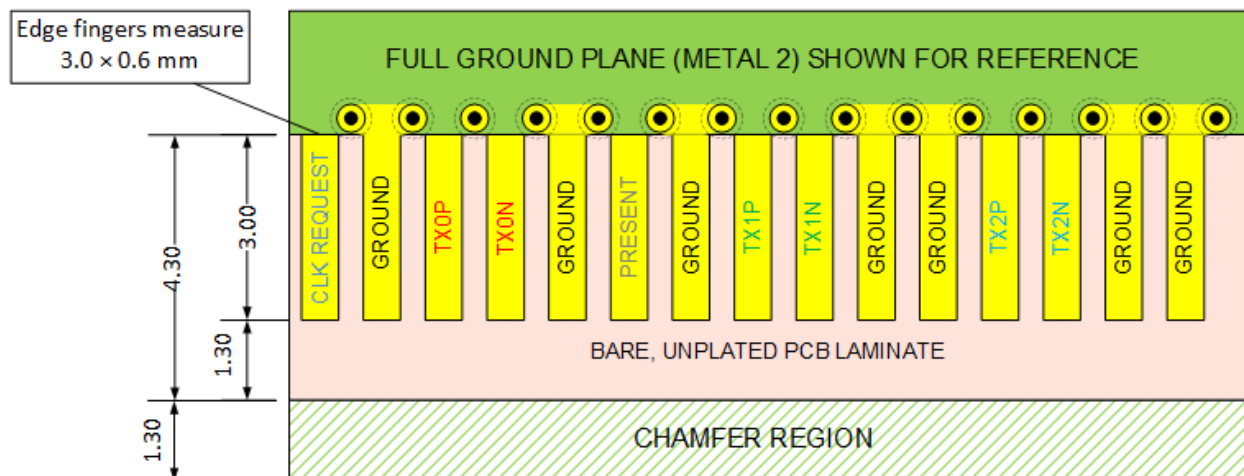 Edge fingers measure
3.0 × 0.6 mm
FULL GROUND PLANE (METAL 2) SHOWN FOR REFERENCE
4.30
3.00
1.30
1.30
CLK REQUEST
GROUND
TX0P
TX0N
GROUND
PRESENT
GROUND
TX1P
TX1N
GROUND
GROUND
TX2P
TX2N
GROUND
GROUND
BARE, UNPLATED PCB LAMINATE
CHAMFER REGION